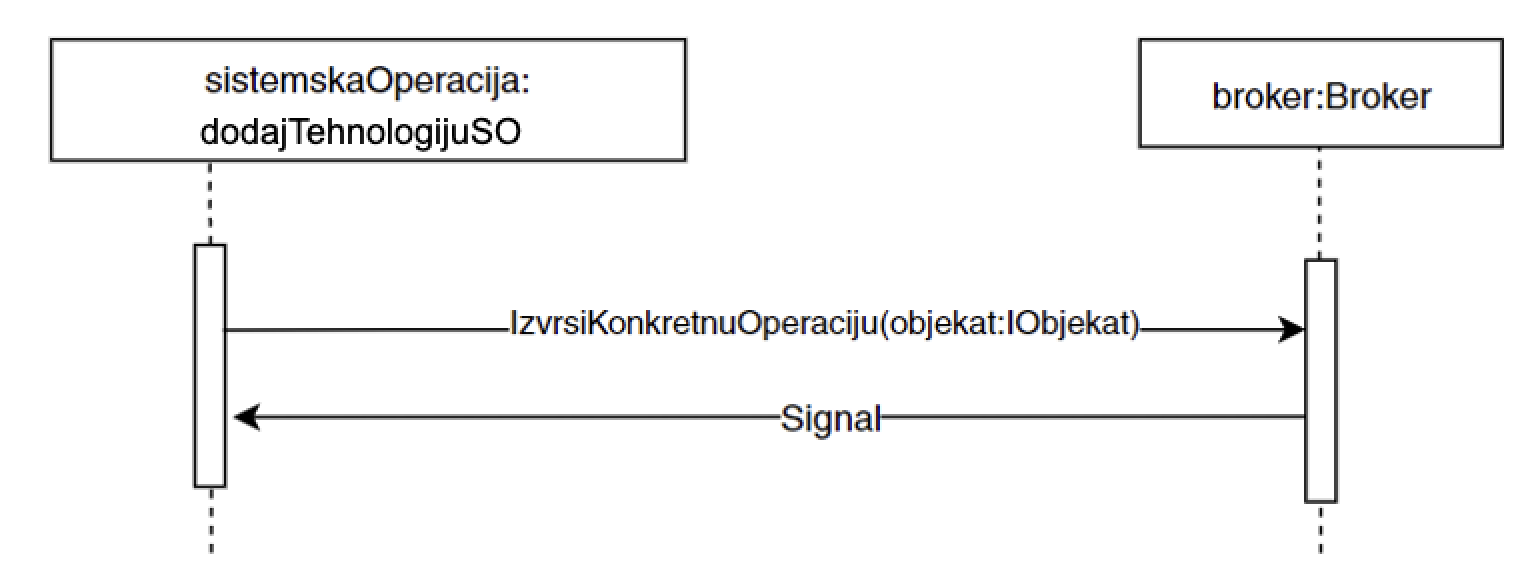 sistemskaOperacija:
dodajTehnologijuSO
broker:Broker
IzvrsiKonkretnuOperaciju(objekat:IObjekat)
Signal